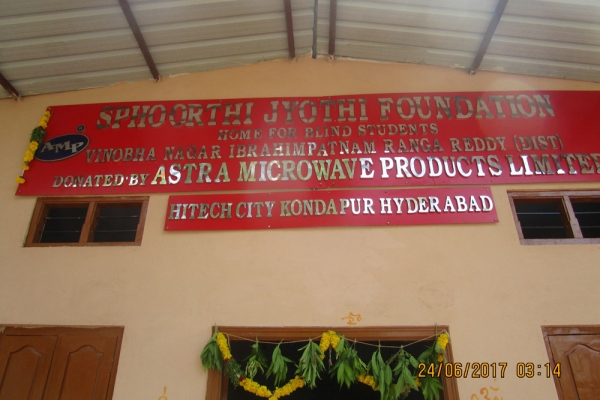 SPHOORTHI JYOTHI FOUNDATION
HOME FOR BLIND STUDENTS
AMP
VINOBHA NAGAR IBRAHIMPATNAM RANGA REDDY (DIST)
DONATED BY ASTRA MICROWAVE PRODUCTS LIMITED
HITECH CITY KONDAPUR HYDERABAD
24/06/2017 03:14